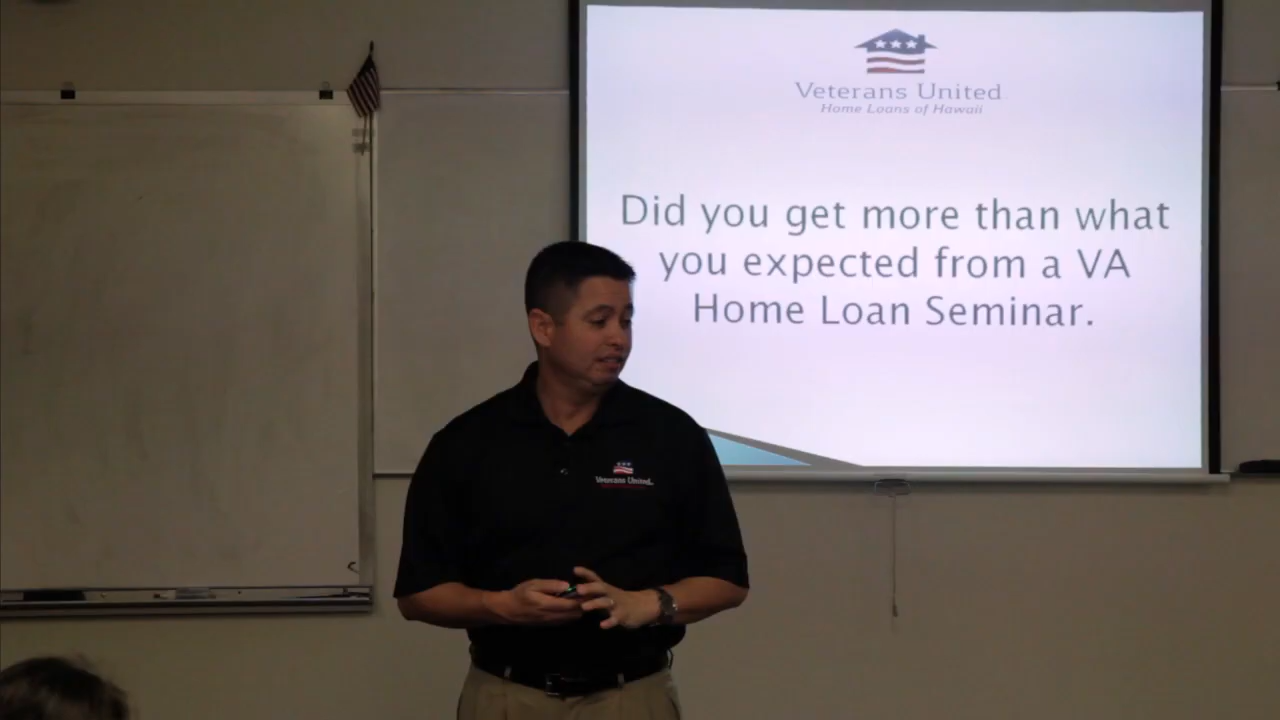 Veterans United
Home Loans of Hawaii
Did you get more than what
you expected from a VA
Home Loan Seminar.
Veterans United